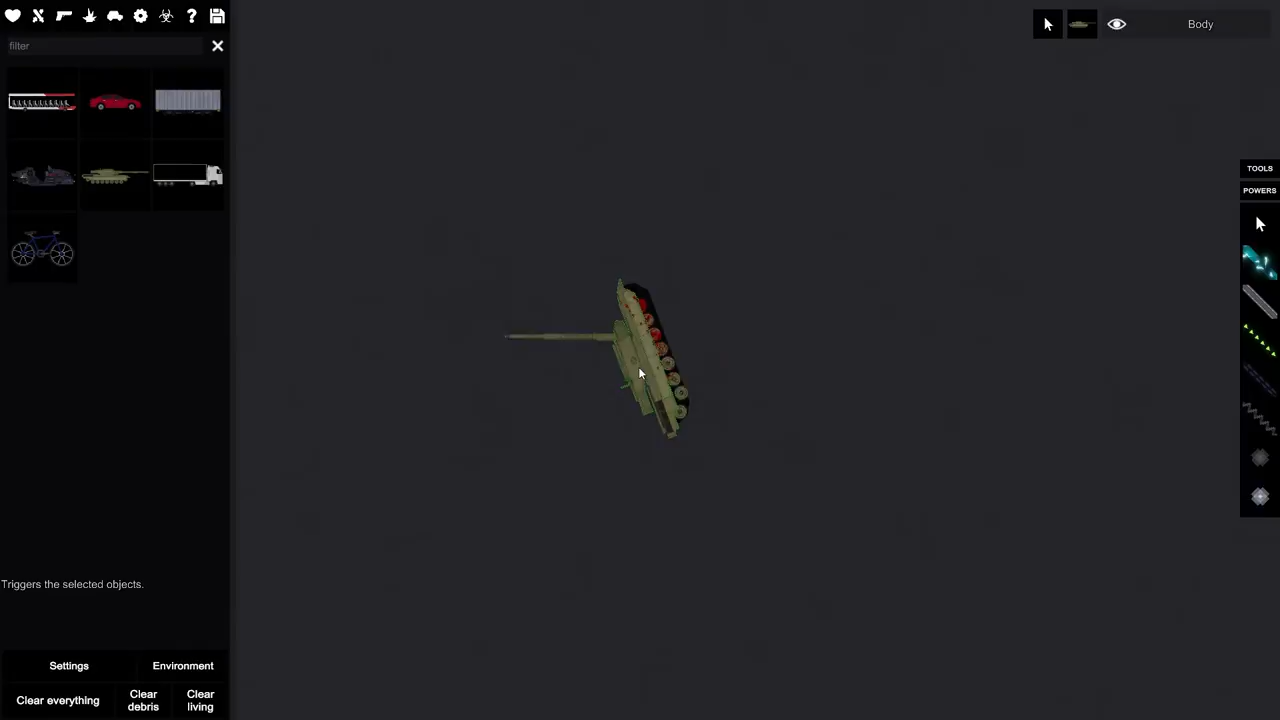 Body
filter
TOOLS
POWERS
Triggers the selected objects.
Settings
Environment
Clear everything
Clear
debris
Clear
living